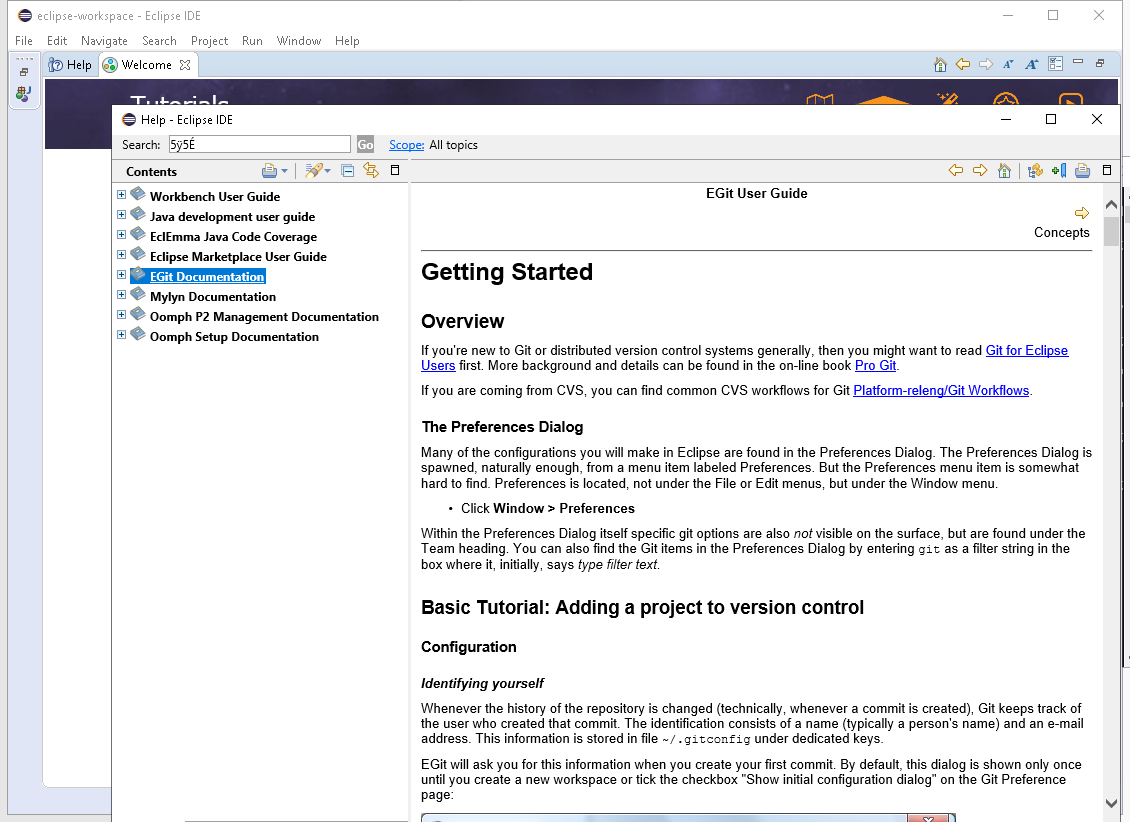 eclipse-workspace - Eclipse IDE
File Edit Navigate Search Project Run Window Help
Help Welcome
Tutorials
Help - Eclipse IDE
Search: 5ÿ5É Go Scope: All topics
Contents
Workbench User Guide
Java development user guide
EclEmma Java Code Coverage
Eclipse Marketplace User Guide
EGit Documentation
Mylyn Documentation
Oomph P2 Management Documentation
Oomph Setup Documentation
EGit User Guide
Concepts
Getting Started
Overview
If you're new to Git or distributed version control systems generally, then you might want to read Git for Eclipse
Users first. More background and details can be found in the on-line book Pro Git.
If you are coming from CVS, you can find common CVS workflows for Git Platform-releng/Git Workflows.
The Preferences Dialog
Many of the configurations you will make in Eclipse are found in the Preferences Dialog. The Preferences Dialog is
spawned, naturally enough, from a menu item labeled Preferences. But the Preferences menu item is somewhat
hard to find. Preferences is located, not under the File or Edit menus, but under the Window menu.
• Click Window > Preferences
Within the Preferences Dialog itself specific git options are also not visible on the surface, but are found under the
Team heading. You can also find the Git items in the Preferences Dialog by entering git as a filter string in the
box where it, initially, says type filter text.
Basic Tutorial: Adding a project to version control
Configuration
Identifying yourself
Whenever the history of the repository is changed (technically, whenever a commit is created), Git keeps track of
the user who created that commit. The identification consists of a name (typically a person's name) and an e-mail
address. This information is stored in file ~/.gitconfig under dedicated keys.
EGit will ask you for this information when you create your first commit. By default, this dialog is shown only once
until you create a new workspace or tick the checkbox "Show initial configuration dialog" on the Git Preference
page: